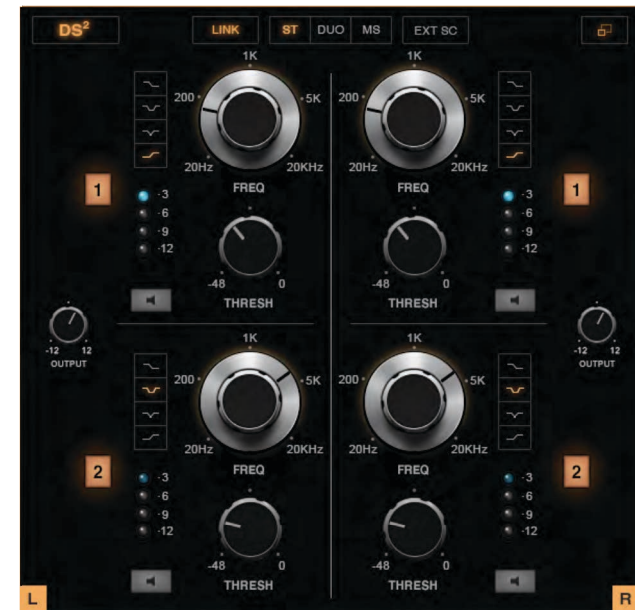 DS² LINK ST DUO MS EXT SC
1K 1K
200 5K 200 5K
20Hz 20KHz 20Hz 20KHz
FREQ FREQ
1 1
-3 -3
-6 -6
-9 -9
-12 -12
-48 0 -48 0
THRESH THRESH
-12 12 -12 12
OUTPUT OUTPUT
1K 1K
200 5K 200 5K
20Hz 20KHz 20Hz 20KHz
FREQ FREQ
2 2
-3 -3
-6 -6
-9 -9
-12 -12
-48 0 -48 0
THRESH THRESH
L R